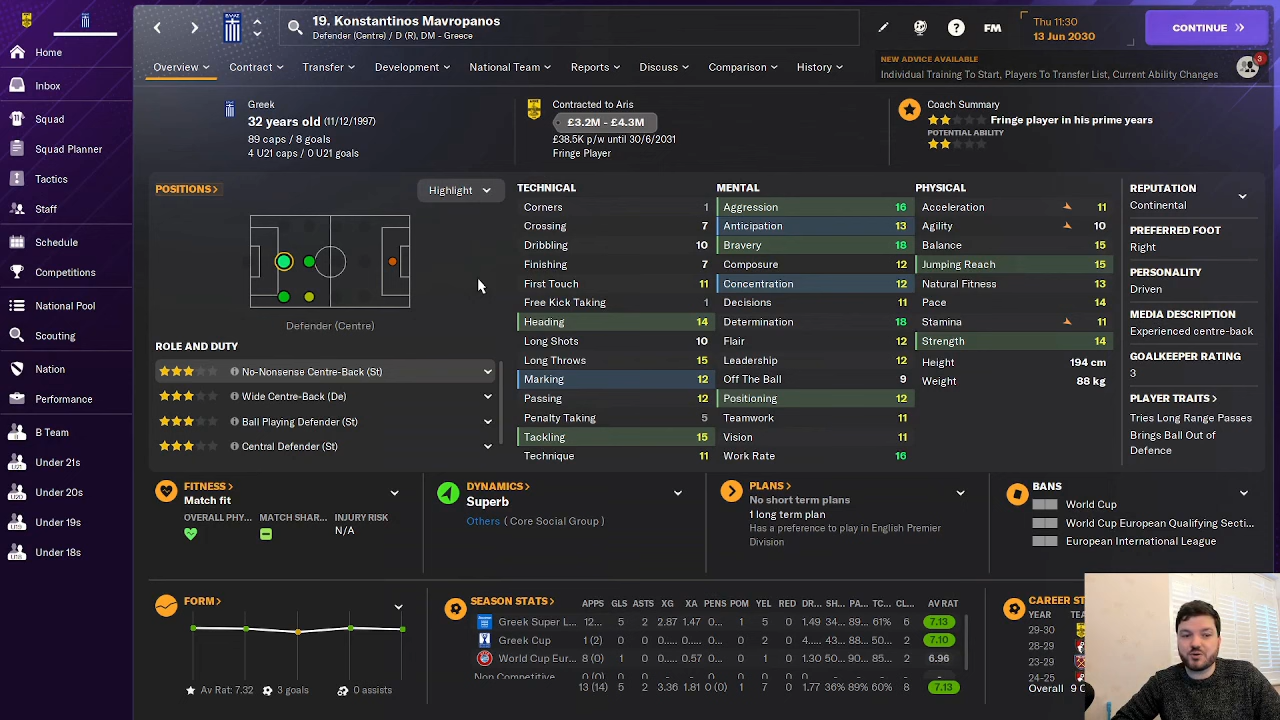 19. Konstantinos Mavropanos
Defender (Centre) / D (R), DM - Greece
FM
Thu 11:30
13 Jun 2030
CONTINUE
Overview
Contract
Transfer
Development
National Team
Reports
Discuss
Comparison
History
NEW ADVICE AVAILABLE
Individual Training To Start, Players To Transfer List, Current Ability Changes
3
Home
Inbox
Squad
Squad Planner
Tactics
Staff
Schedule
Competitions
National Pool
Scouting
Nation
Performance
B Team
Under 21s
Under 20s
Under 19s
Under 18s
Greek
32 years old (11/12/1997)
89 caps / 8 goals
4 U21 caps / 0 U21 goals
Contracted to Aris
£3.2M - £4.3M
£38.5K p/w until 30/6/2031
Fringe Player
Coach Summary
Fringe player in his prime years
POTENTIAL ABILITY
POSITIONS
Highlight
Defender (Centre)
ROLE AND DUTY
No-Nonsense Centre-Back (St)
Wide Centre-Back (De)
Ball Playing Defender (St)
Central Defender (St)
TECHNICAL
Corners 1
Crossing 7
Dribbling 10
Finishing 7
First Touch 11
Free Kick Taking 1
Heading 14
Long Shots 10
Long Throws 15
Marking 12
Passing 12
Penalty Taking 5
Tackling 15
Technique 11
MENTAL
Aggression 16
Anticipation 13
Bravery 18
Composure 12
Concentration 12
Decisions 11
Determination 18
Flair 12
Leadership 12
Off The Ball 9
Positioning 12
Teamwork 11
Vision 11
Work Rate 16
PHYSICAL
Acceleration 11
Agility 10
Balance 15
Jumping Reach 15
Natural Fitness 13
Pace 14
Stamina 11
Strength 14
Height 194 cm
Weight 88 kg
REPUTATION
Continental
PREFERRED FOOT
Right
PERSONALITY
Driven
MEDIA DESCRIPTION
Experienced centre-back
GOALKEEPER RATING
3
PLAYER TRAITS
Tries Long Range Passes
Brings Ball Out of
Defence
FITNESS
Match fit
OVERALL PHY... MATCH SHAR... INJURY RISK
N/A
DYNAMICS
Superb
Others ( Core Social Group )
PLANS
No short term plans
1 long term plan
Has a preference to play in English Premier
Division
BANS
World Cup
World Cup European Qualifying Secti...
European International League
FORM
Av Rat: 7.32 3 goals 0 assists
SEASON STATS APPS GLS ASTS XG XA PENS POM YEL RED DR... SH... PA... TC... CL... AV RAT
Greek Super L... 12... 5 2 2.87 1.47 0... 5 0 1.49 3... 89... 61% 6 7.13
Greek Cup 1 (2) 0 0 0.... 0... 0 0 0 0.... 88... 50... 2 7.10
World Cup E... (0) 1 0 0.... 0.57 0... 1 0 1.20 85... 2 6.96
Non Competitive
13 (14) 5 2 3.36 1.81 0 (0) 1 7 0 1.77 89% 60% 8 7.13
CAREER ST
YEAR
29-30
28-29
23-29
24-25
Overall